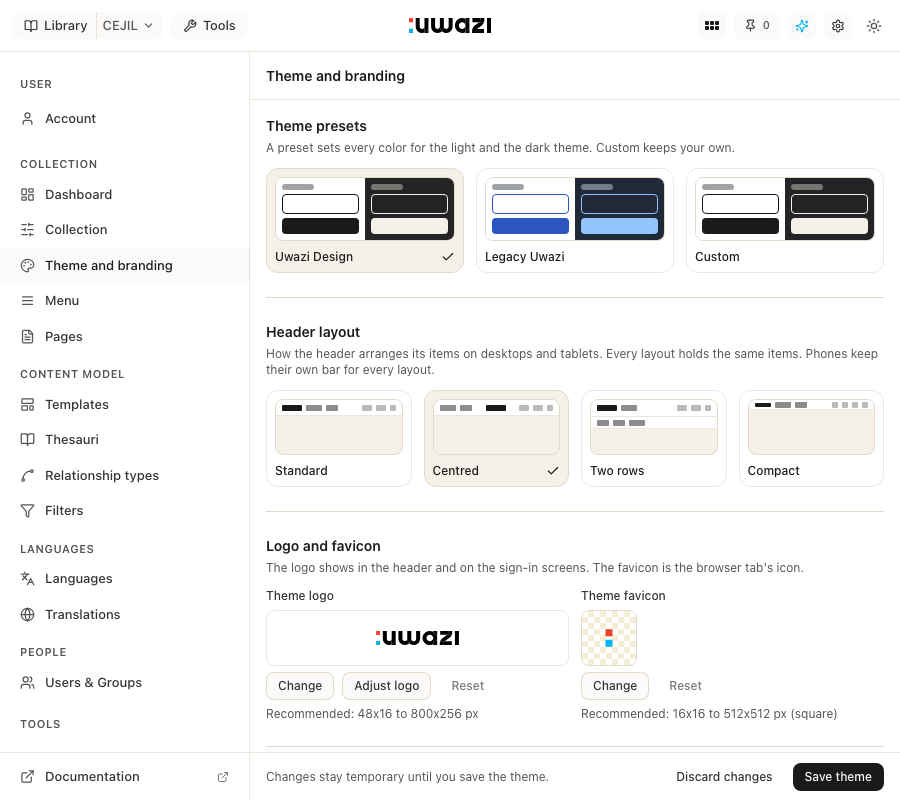 Library
CEJIL
Tools
:uwazi
0
USER
Account
COLLECTION
Dashboard
Collection
Theme and branding
Menu
Pages
CONTENT MODEL
Templates
Thesauri
Relationship types
Filters
LANGUAGES
Languages
Translations
PEOPLE
Users & Groups
TOOLS
Documentation
Theme and branding
Theme presets
A preset sets every color for the light and the dark theme. Custom keeps your own.
Uwazi Design
Legacy Uwazi
Custom
Header layout
How the header arranges its items on desktops and tablets. Every layout holds the same items. Phones keep
their own bar for every layout.
Standard
Centred
Two rows
Compact
Logo and favicon
The logo shows in the header and on the sign-in screens. The favicon is the browser tab's icon.
Theme logo
:uwazi
Change
Adjust logo
Reset
Recommended: 48x16 to 800x256 px
Theme favicon
Change
Reset
Recommended: 16x16 to 512x512 px (square)
Changes stay temporary until you save the theme.
Discard changes
Save theme